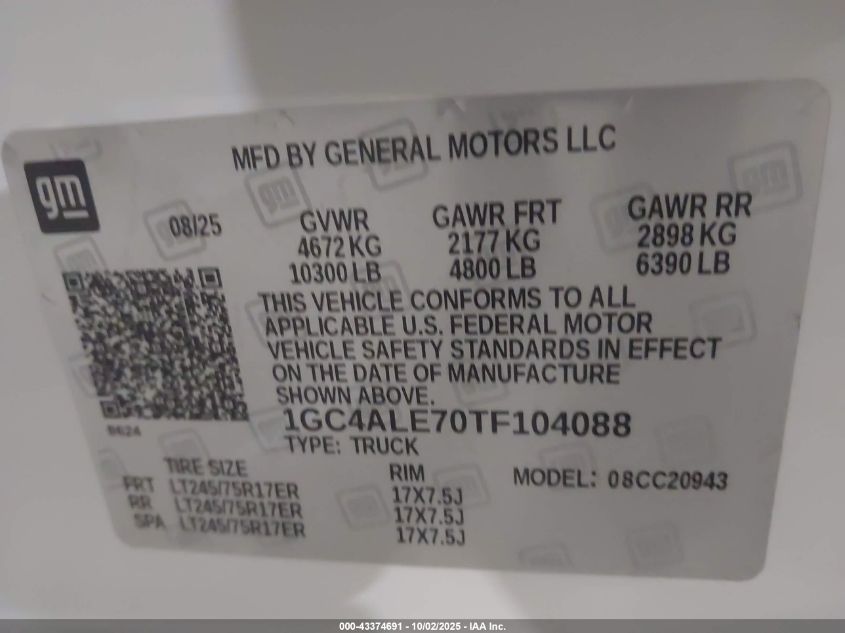 MFD BY GENERAL MOTORS LLC
gm
08/25 GVWR GAWR FRT GAWR RR
4672 KG 2177 KG 2898 KG
10300 LB 4800 LB 6390 LB
THIS VEHICLE CONFORMS TO ALL
APPLICABLE U.S. FEDERAL MOTOR
VEHICLE SAFETY STANDARDS IN EFFECT
ON THE DATE OF MANUFACTURE
SHOWN ABOVE.
1GC4ALE70TF104088
B624
TYPE: TRUCK
TIRE SIZE RIM MODEL: 08CC20943
FRT LT245/75R17ER 17X7.5J
RR LT245/75R17ER 17X7.5J
SPA LT245/75R17ER 17X7.5J
000-43374691 - 10/02/2025 - IAA Inc.